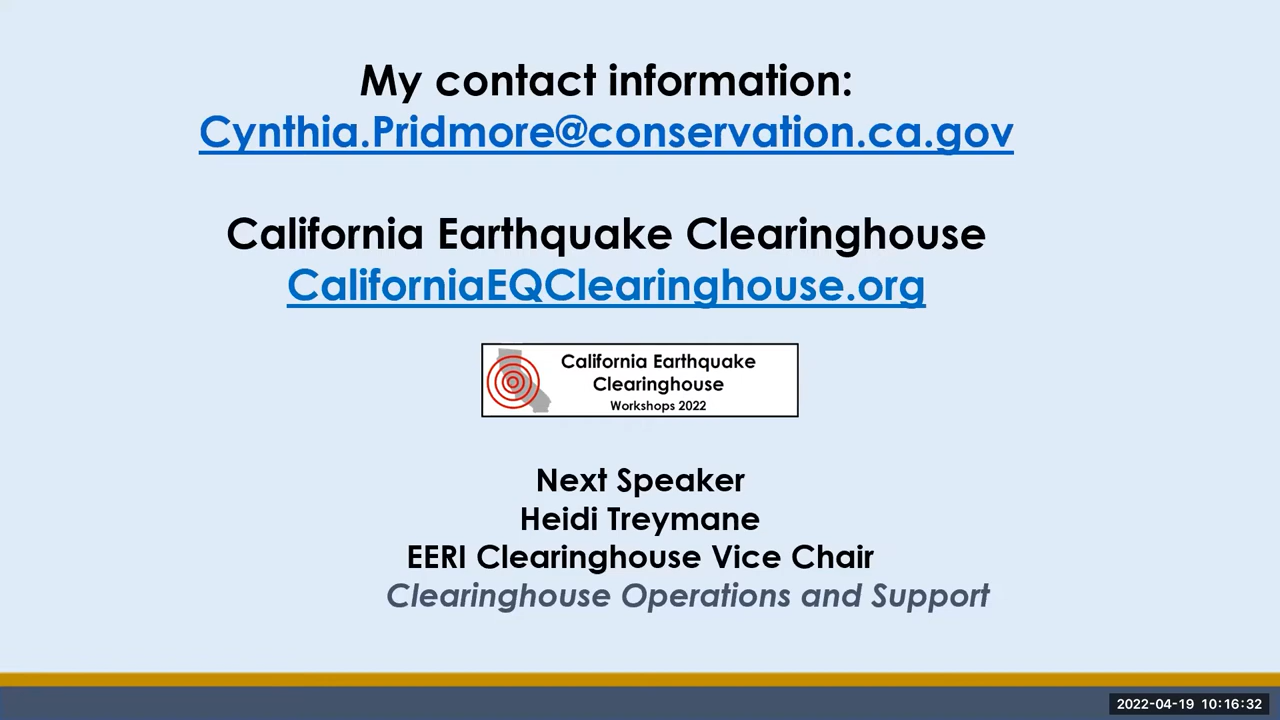 My contact information:
Cynthia.Pridmore@conservation.ca.gov
California Earthquake Clearinghouse
CaliforniaEQClearinghouse.org
California Earthquake
Clearinghouse
Workshops 2022
Next Speaker
Heidi Treymane
EERI Clearinghouse Vice Chair
Clearinghouse Operations and Support
2022-04-19 10:16:32